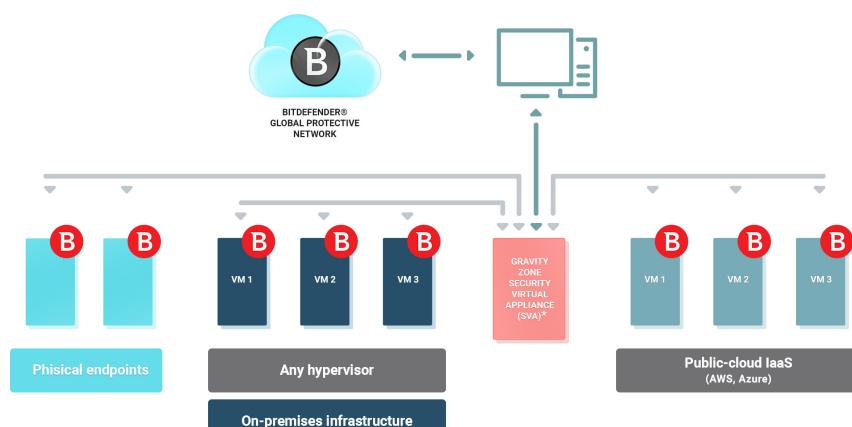 B
BITDEFENDER®
GLOBAL PROTECTIVE
NETWORK
B
B
B
B
B
B
B
B
VM 1
VM 2
VM 3
GRAVITY
ZONE
SECURITY
VIRTUAL
APPLIANCE
(SVA)*
VM 1
VM 2
VM 3
Phisical endpoints
Any hypervisor
Public-cloud IaaS
(AWS, Azure)
On-premises infrastructure